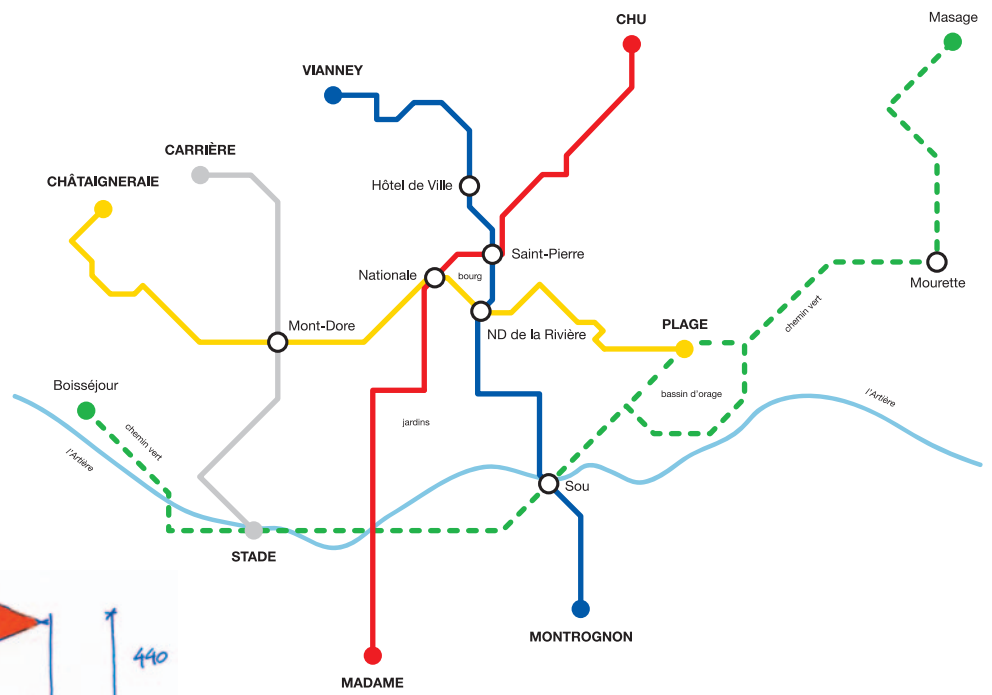 CHU
Masage
VIANNEY
CARRIÈRE
CHÂTAIGNERAIE
Hôtel de Ville
Saint-Pierre
Nationale
bourg
Mourette
ND de la Rivière
PLAGE
chemin vert
Mont-Dore
Boisséjour
bassin d'orage
l'Artière
chemin vert
jardins
l'Artière
Sou
STADE
MONTROGNON
440
MADAME